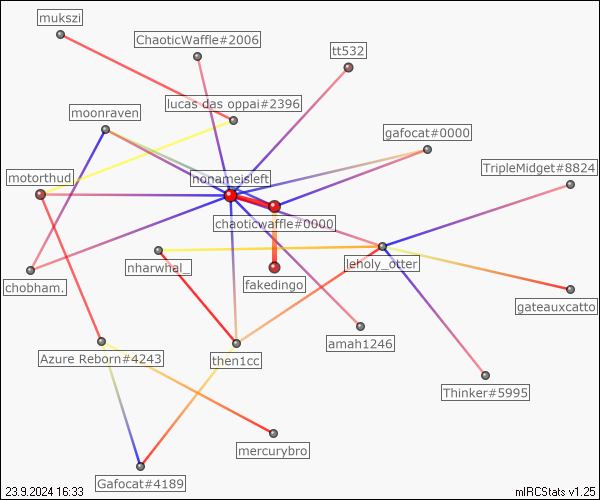 mukszi
ChaoticWaffle#2006
tt532
lucas das oppai#2396
moonraven
gafocat#0000
TripleMidget#8824
motorthud
nonameisleft
chaoticwaffle#0000
nharwhal_
leholy_otter
chobham.
fakedingo
gateauxcatto
amah1246
Azure Reborn#4243
then1cc
Thinker#5995
mercurybro
Gafocat#4189
23.9.2024 16:33
mIRCStats v1.25